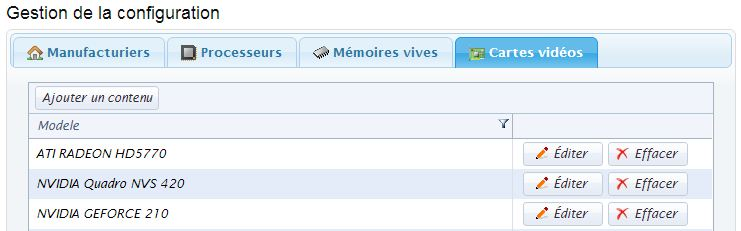 Gestion de la configuration
Manufacturiers Processeurs Mémoires vives Cartes vidéos
Ajouter un contenu
Modele
ATI RADEON HD5770 Éditer Effacer
NVIDIA Quadro NVS 420 Éditer Effacer
NVIDIA GEFORCE 210 Éditer Effacer